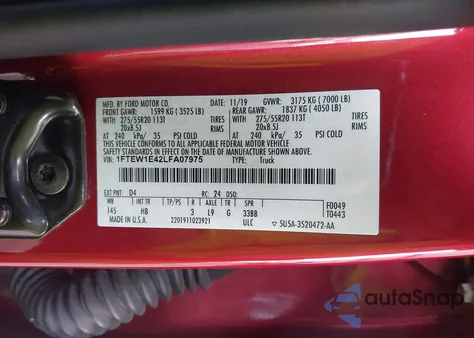 MFD. BY FORD MOTOR CO. 11/19 GVWR: 3175 KG ( 7000 LB)
FRONT GAWR: 1599 KG ( 3525 LB) REAR GAWR: 1837 KG ( 4050 LB)
275/55R20 113T TIRES 275/55R20 113T TIRES
20x8.5J RIMS 20x8.5J RIMS
AT 240 kPa/ 35 PSI COLD AT 240 kPa/ 35 PSI COLD
THIS VEHICLE CONFORMS TO ALL APPLICABLE FEDERAL MOTOR VEHICLE
SAFETY STANDARDS IN EFFECT ON THE DATE OF MANUFACTURE SHOWN ABOVE.
VIN: 1FTEW1E42LFA07975 TYPE: Truck
EXT PNT: D4 RC: 24 DSO:
WB INT TR TP/PS R AXLE TR SPR F0049
145 HB 3 L9 G 33BB T0443
MADE IN U.S.A. 2201911023921 ULC 5U5A-3520472-AA
autoSnap